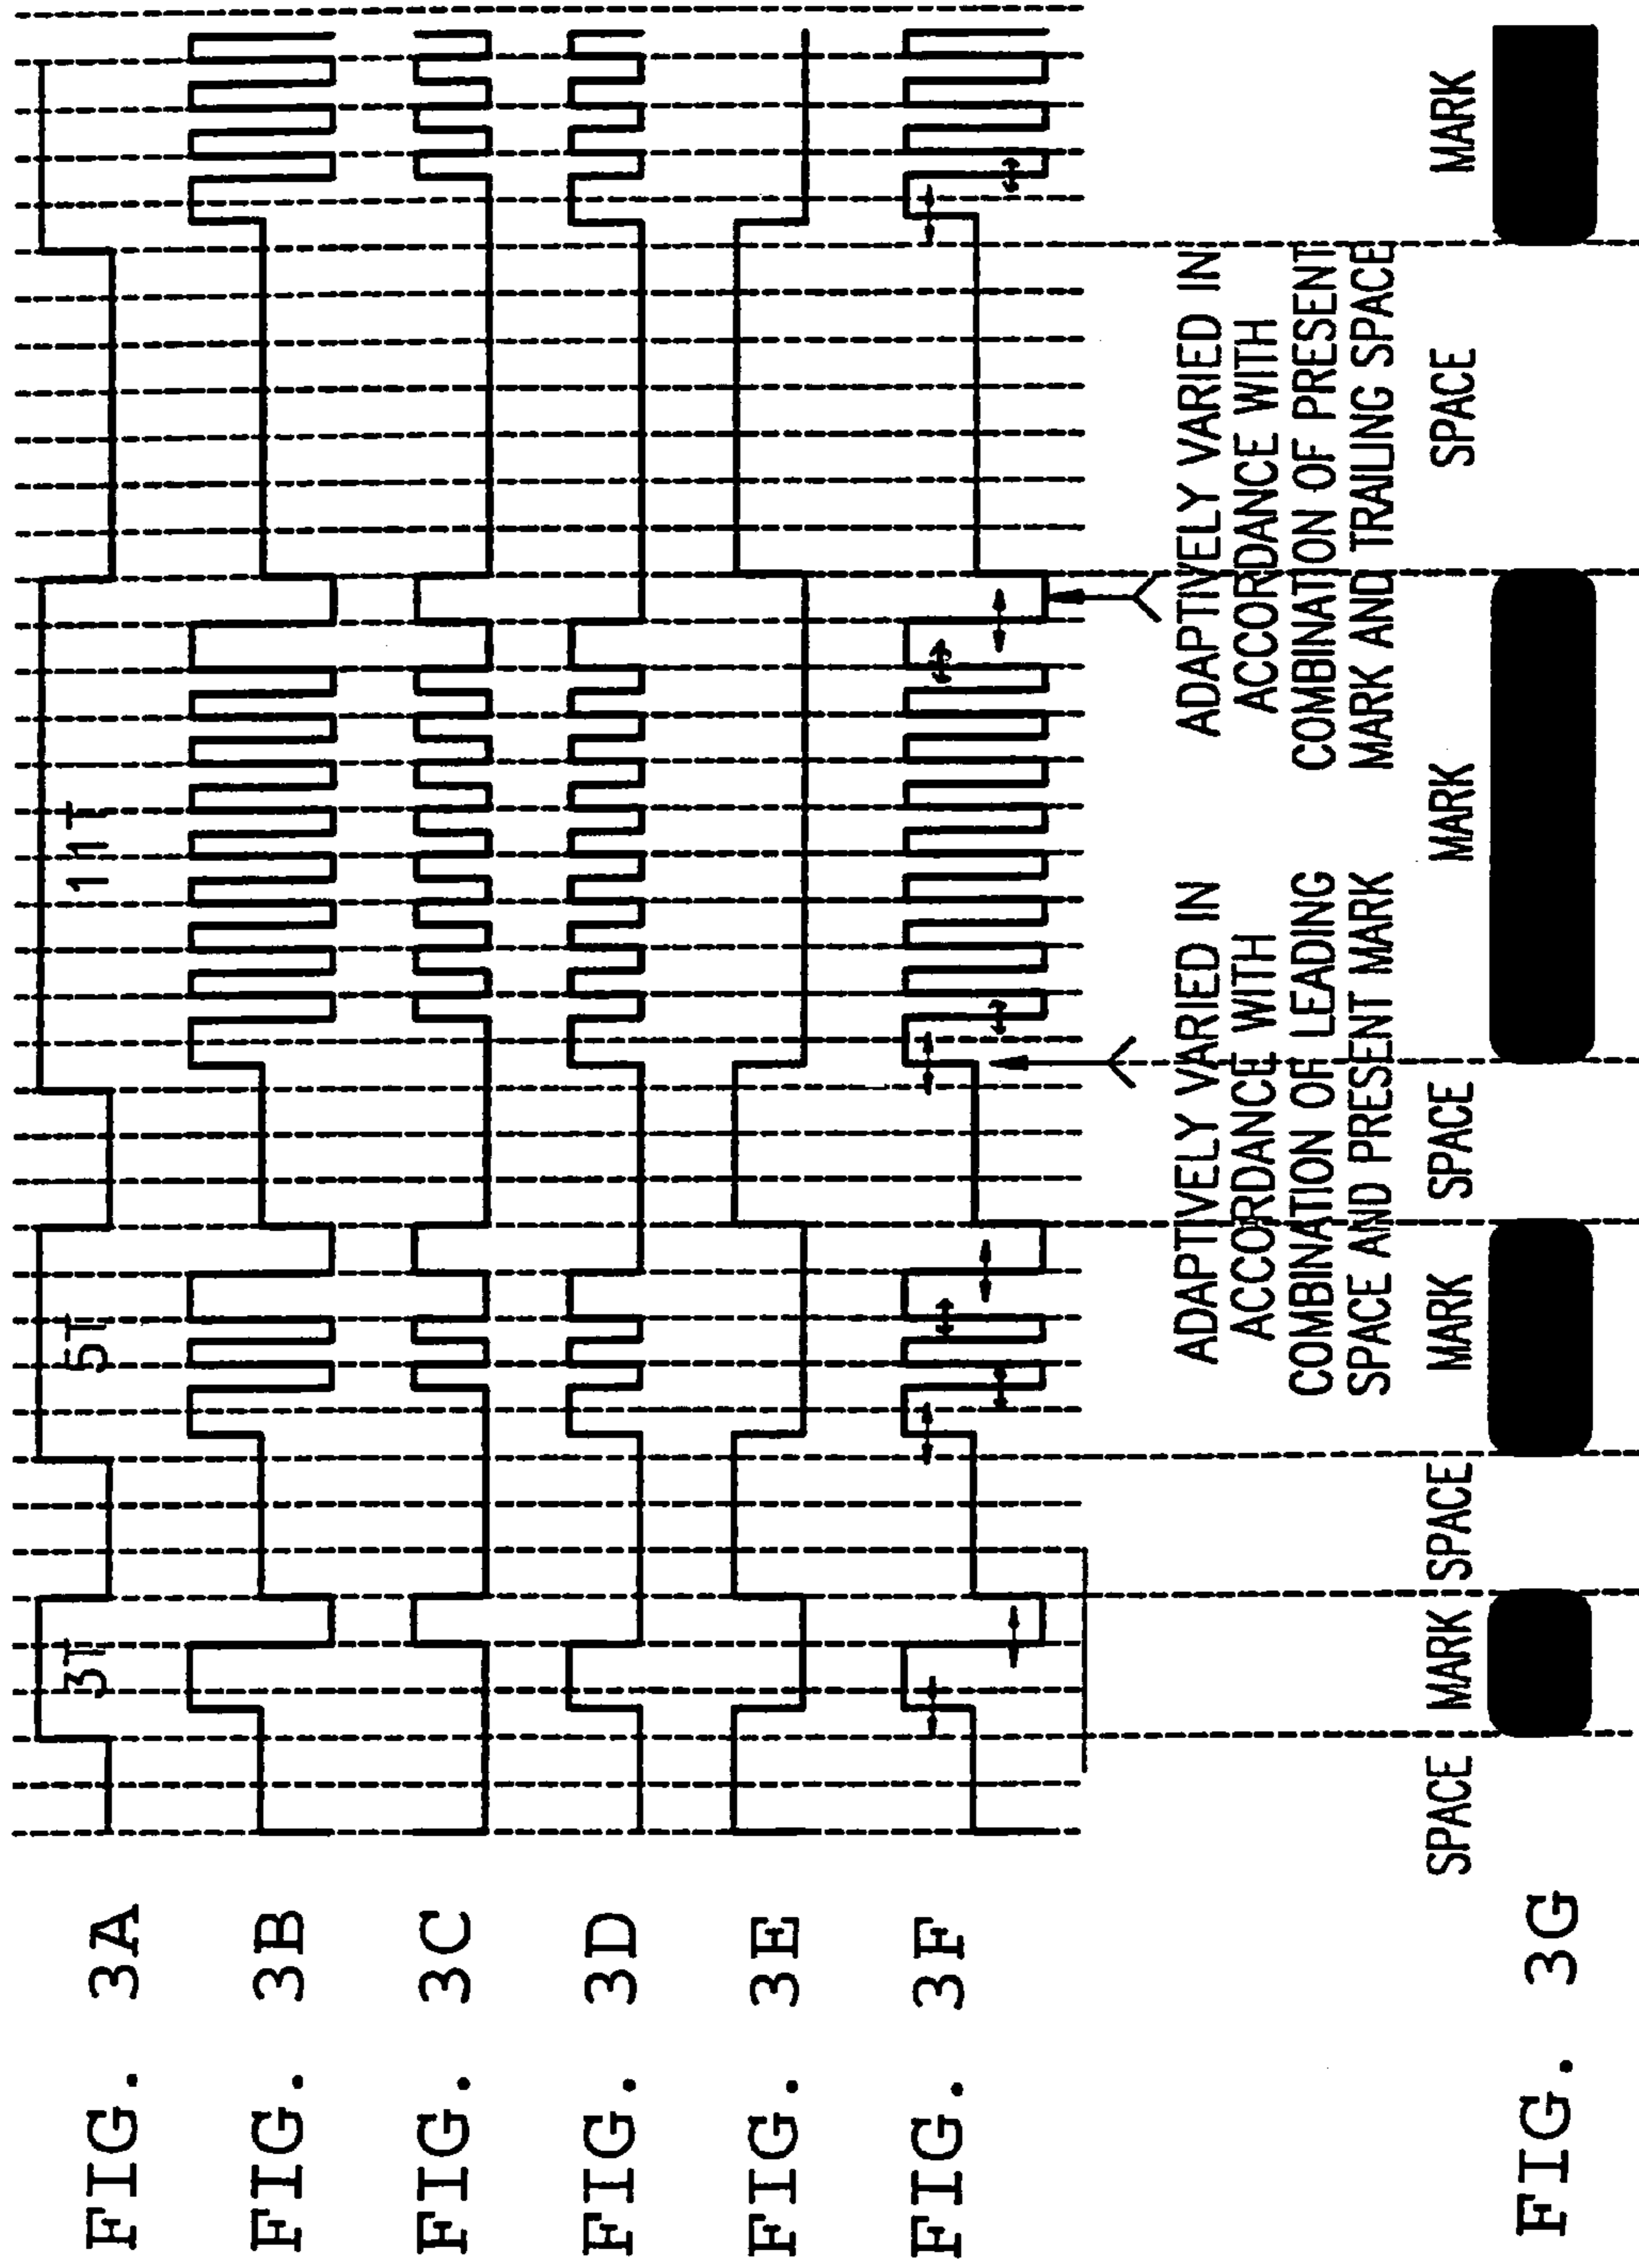 FIG. 3A
3T
5T
11T
FIG. 3B
FIG. 3C
FIG. 3D
FIG. 3E
FIG. 3F
ADAPTIVELY VARIED IN
ACCORDANCE WITH
COMBINATION OF LEADING
SPACE AND PRESENT MARK
ADAPTIVELY VARIED IN
ACCORDANCE WITH
COMBINATION OF PRESENT
MARK AND TRAILING SPACE
SPACE
MARK
SPACE
MARK
SPACE
MARK
SPACE
MARK
FIG. 3G